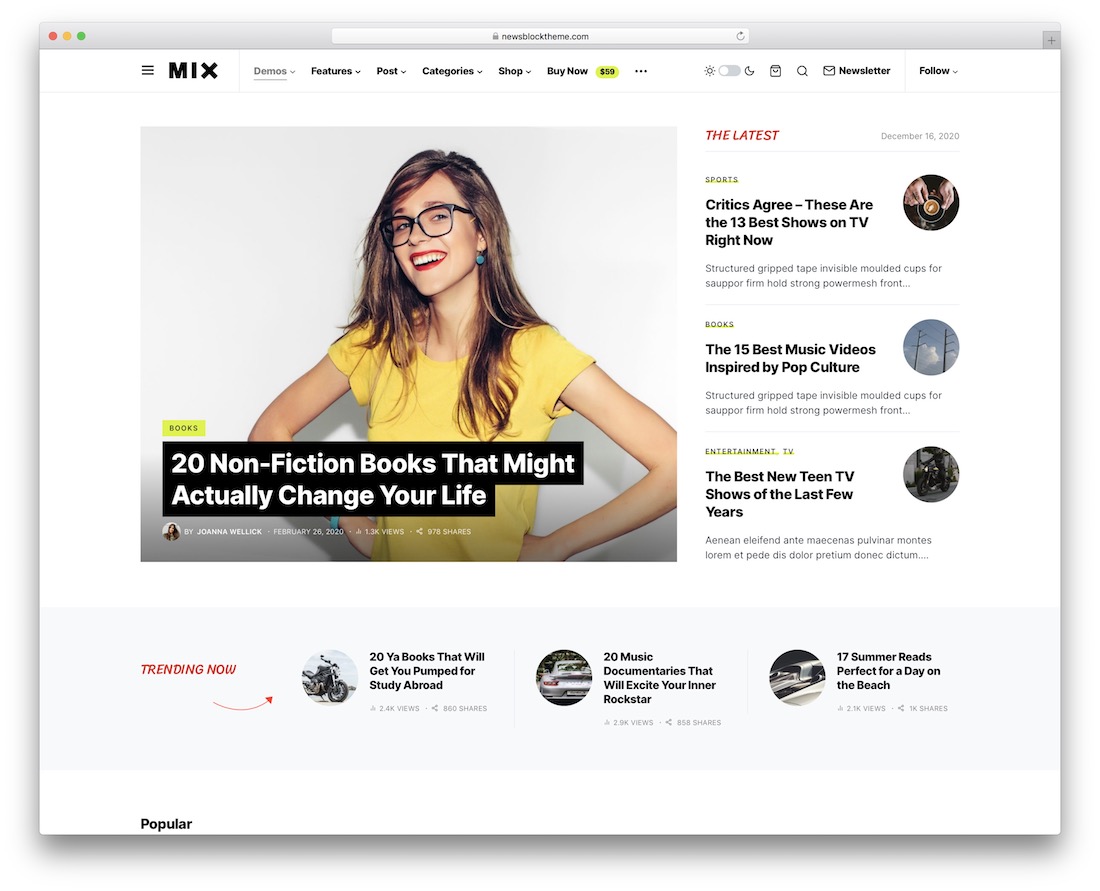 newsblocktheme.com
MIX
Demos Features Post Categories Shop Buy Now $59 Newsletter Follow
BOOKS
20 Non-Fiction Books That Might
Actually Change Your Life
BY JOANNA WELLICK · FEBRUARY 26, 2020 · 1.3K VIEWS · 978 SHARES
THE LATEST
December 16, 2020
SPORTS
Critics Agree – These Are
the 13 Best Shows on TV
Right Now
Structured gripped tape invisible moulded cups for
sauppor firm hold strong powermesh front...
BOOKS
The 15 Best Music Videos
Inspired by Pop Culture
Structured gripped tape invisible moulded cups for
sauppor firm hold strong powermesh front...
ENTERTAINMENT, TV
The Best New Teen TV
Shows of the Last Few
Years
Aenean eleifend ante maecenas pulvinar montes
lorem et pede dis dolor pretium donec dictum....
TRENDING NOW
20 Ya Books That Will
Get You Pumped for
Study Abroad
2.4K VIEWS · 860 SHARES
20 Music
Documentaries That
Will Excite Your Inner
Rockstar
2.9K VIEWS · 858 SHARES
17 Summer Reads
Perfect for a Day on
the Beach
2.1K VIEWS · 1K SHARES
Popular